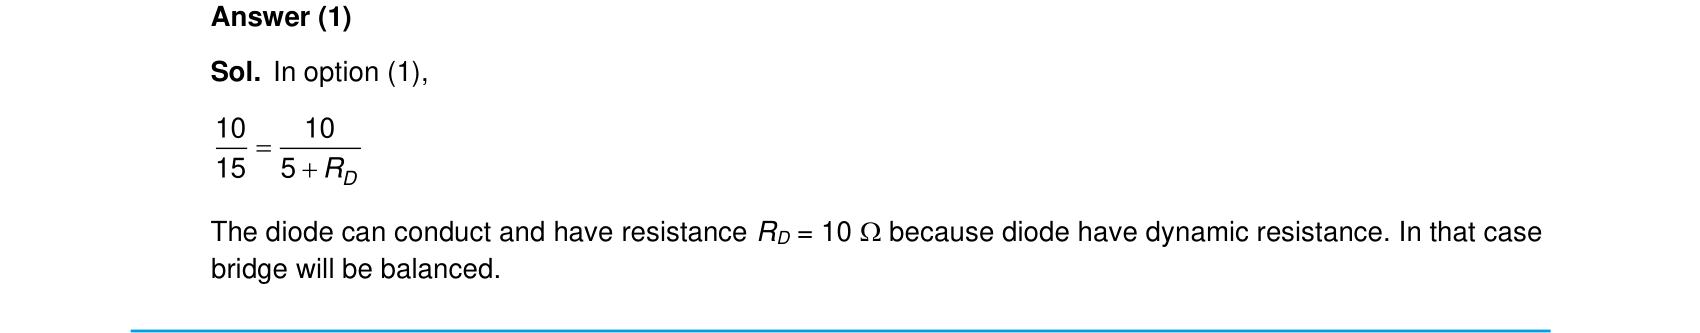 Answer (1)
Sol. In option (1),
10/15 = 10/(5 + R_D)
The diode can conduct and have resistance R_D = 10 Ω because diode have dynamic resistance. In that case
bridge will be balanced.